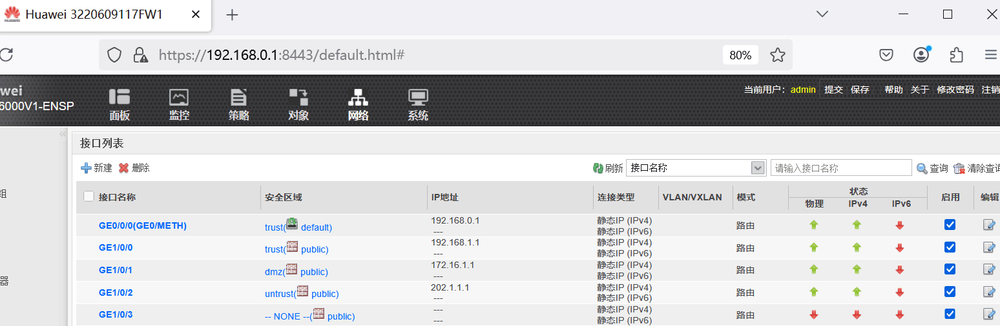 HUAWEI Huawei 3220609117FW1
https://192.168.0.1:8443/default.html# 80%
wei
6000V1-ENSP
面板 监控 策略 对象 网络 系统
当前用户： admin 提交 保存 帮助 关于 修改密码 注销
接口列表
新建 删除 刷新 接口名称 请输入接口名称 查询 清除查询
组
器
接口名称 安全区域 IP地址 连接类型 VLAN/VXLAN 模式 状态 启用 编辑
物理 IPv4 IPv6
GE0/0/0(GE0/METH) trust( default) 192.168.0.1 静态IP (IPv4) 路由
--- 静态IP (IPv6)
GE1/0/0 trust( public) 192.168.1.1 静态IP (IPv4) 路由
--- 静态IP (IPv6)
GE1/0/1 dmz( public) 172.16.1.1 静态IP (IPv4) 路由
--- 静态IP (IPv6)
GE1/0/2 untrust( public) 202.1.1.1 静态IP (IPv4) 路由
--- 静态IP (IPv6)
GE1/0/3 -- NONE --( public) --- 静态IP (IPv4) 路由
--- 静态IP (IPv6)